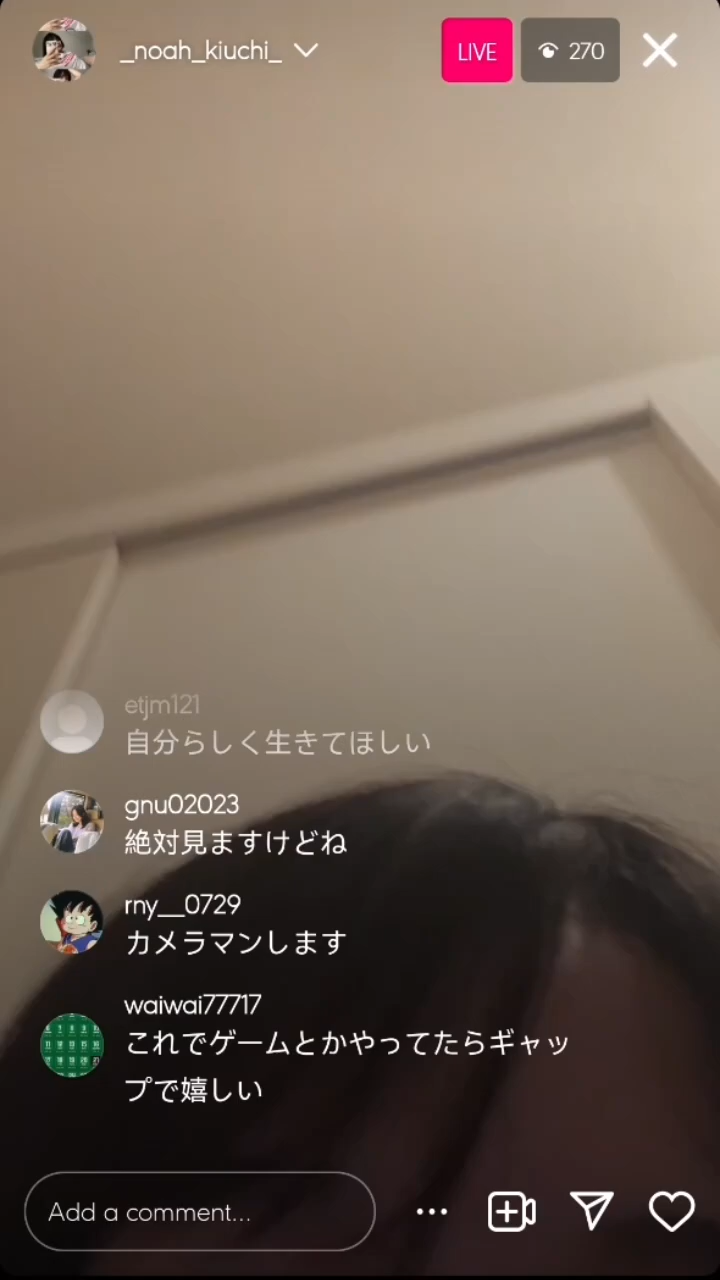 _noah_kiuchi_
LIVE
270
etjm121
自分らしく生きてほしい
gnu02023
絶対見ますけどね
rny__0729
カメラマンします
waiwai77717
これでゲームとかやってたらギャッ
プで嬉しい
Add a comment...